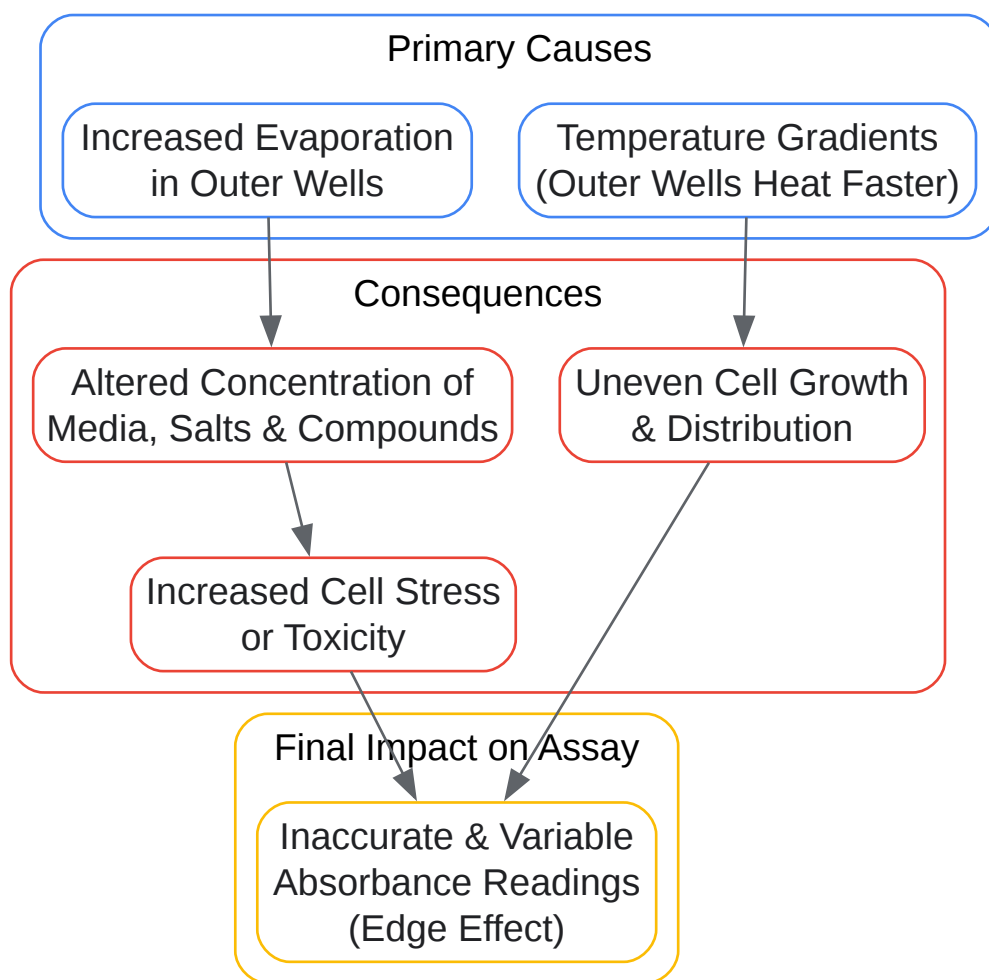 Primary Causes
Increased Evaporation
in Outer Wells
Temperature Gradients
(Outer Wells Heat Faster)
Consequences
Altered Concentration of
Media, Salts & Compounds
Uneven Cell Growth
& Distribution
Increased Cell Stress
or Toxicity
Final Impact on Assay
Inaccurate & Variable
Absorbance Readings
(Edge Effect)